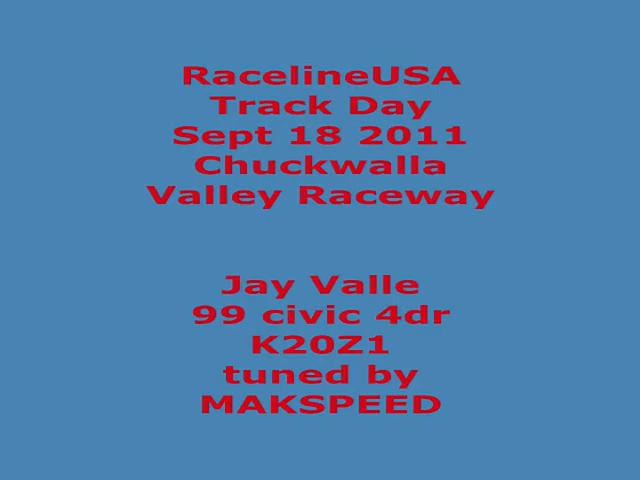 RacelineUSA
Track Day
Sept 18 2011
Chuckwalla
Valley Raceway
Jay Valle
99 civic 4dr
K20Z1
tuned by
MAKSPEED